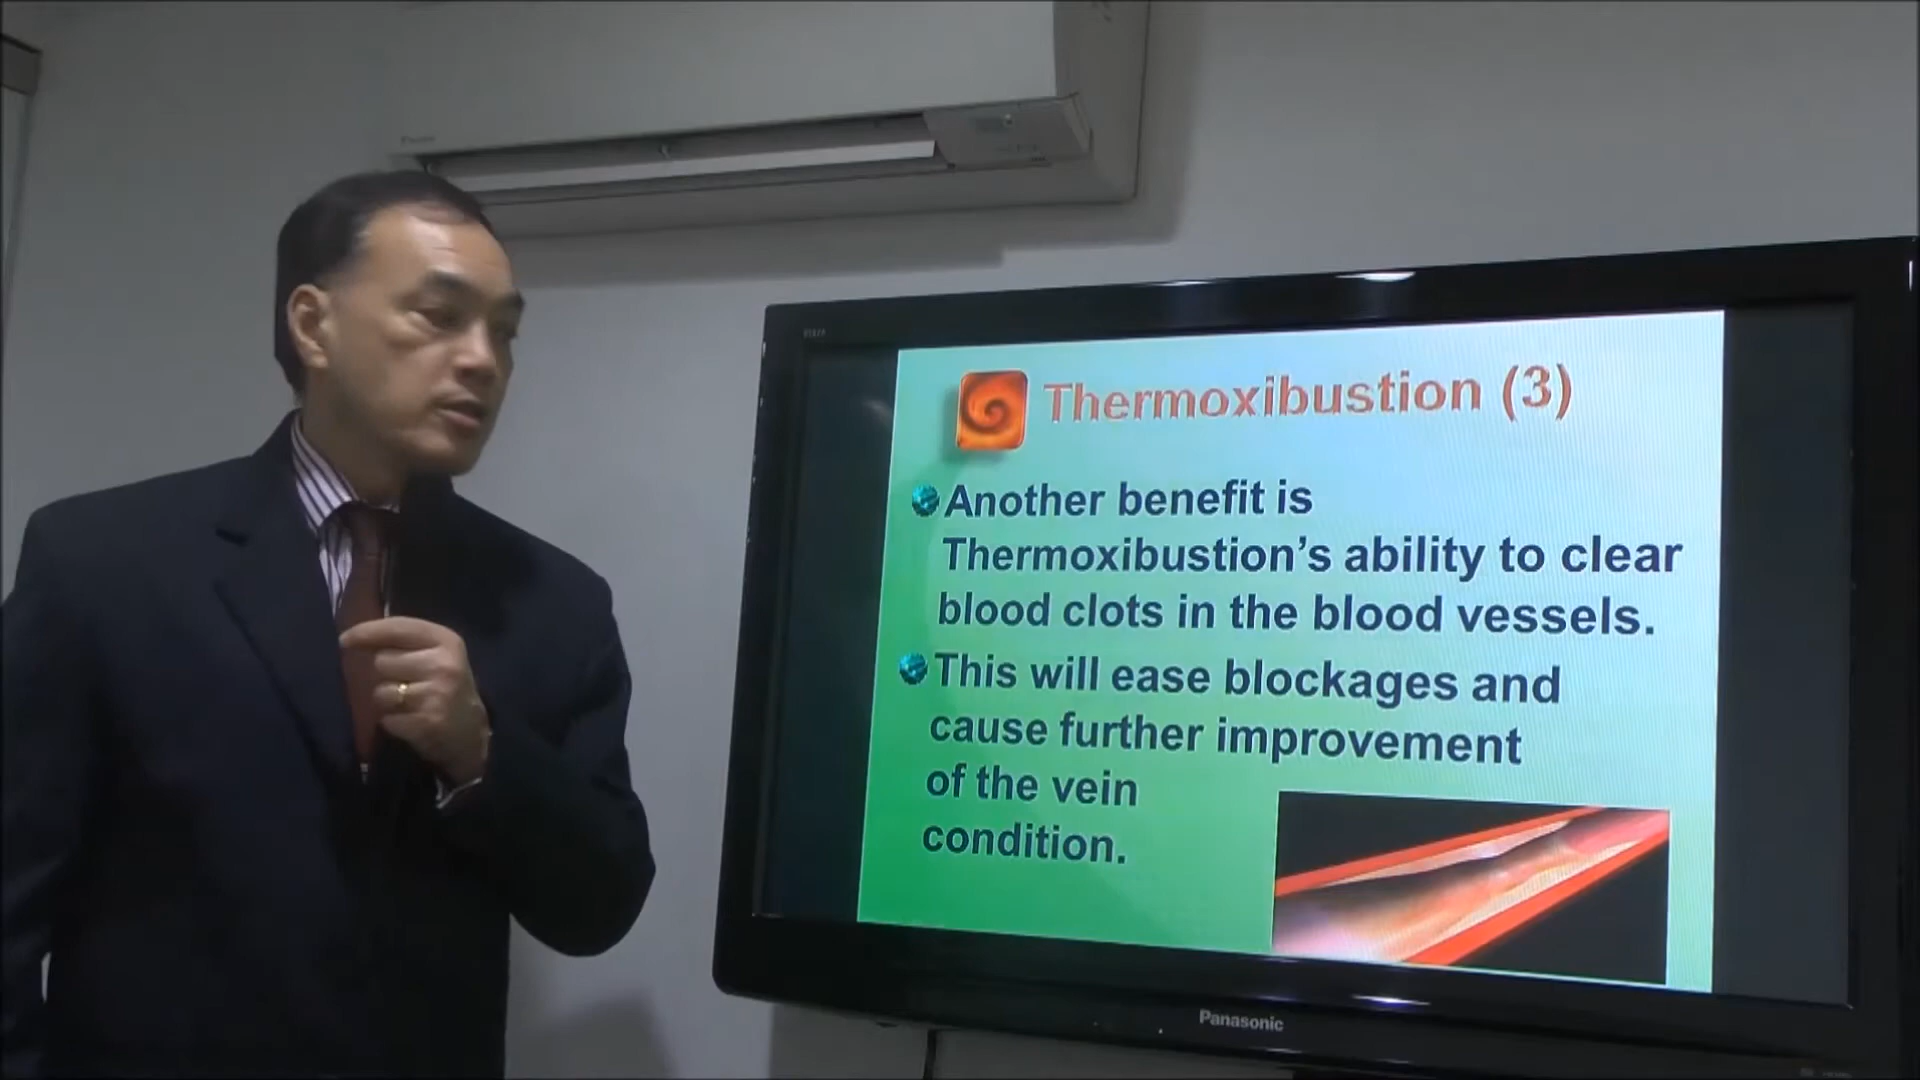 Thermoxibustion (3)
Another benefit is
Thermoxibustion’s ability to clear
blood clots in the blood vessels.
This will ease blockages and
cause further improvement
of the vein
condition.
Panasonic